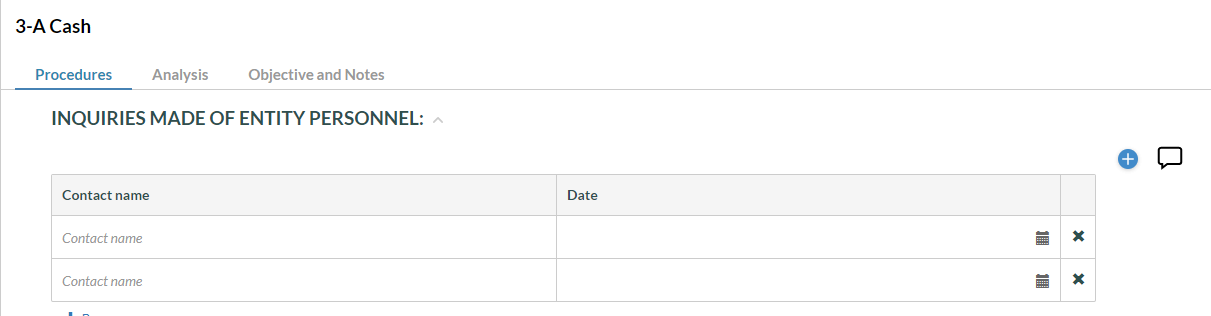 3-A Cash
Procedures Analysis Objective and Notes
INQUIRIES MADE OF ENTITY PERSONNEL:
Contact name Date
Contact name
Contact name